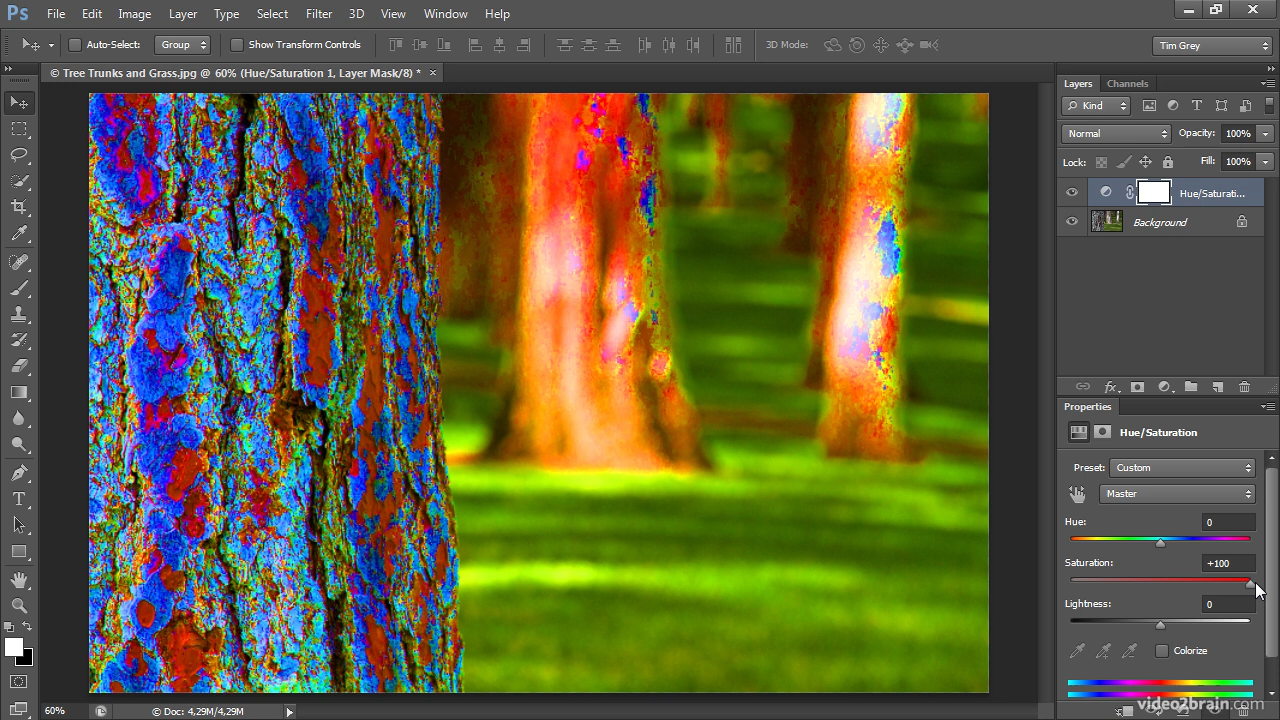 Ps File Edit Image Layer Type Select Filter 3D View Window Help
Auto-Select: Group Show Transform Controls 3D Mode: Tim Grey
© Tree Trunks and Grass.jpg @ 60% (Hue/Saturation 1, Layer Mask/8) * ×
Layers Channels
Kind
Normal Opacity: 100%
Lock: Fill: 100%
Hue/Saturati...
Background
fx
Properties
Hue/Saturation
Preset: Custom
Master
Hue: 0
Saturation: +100
Lightness: 0
Colorize
60% © Doc: 4,29M/4,29M
video2brain.com